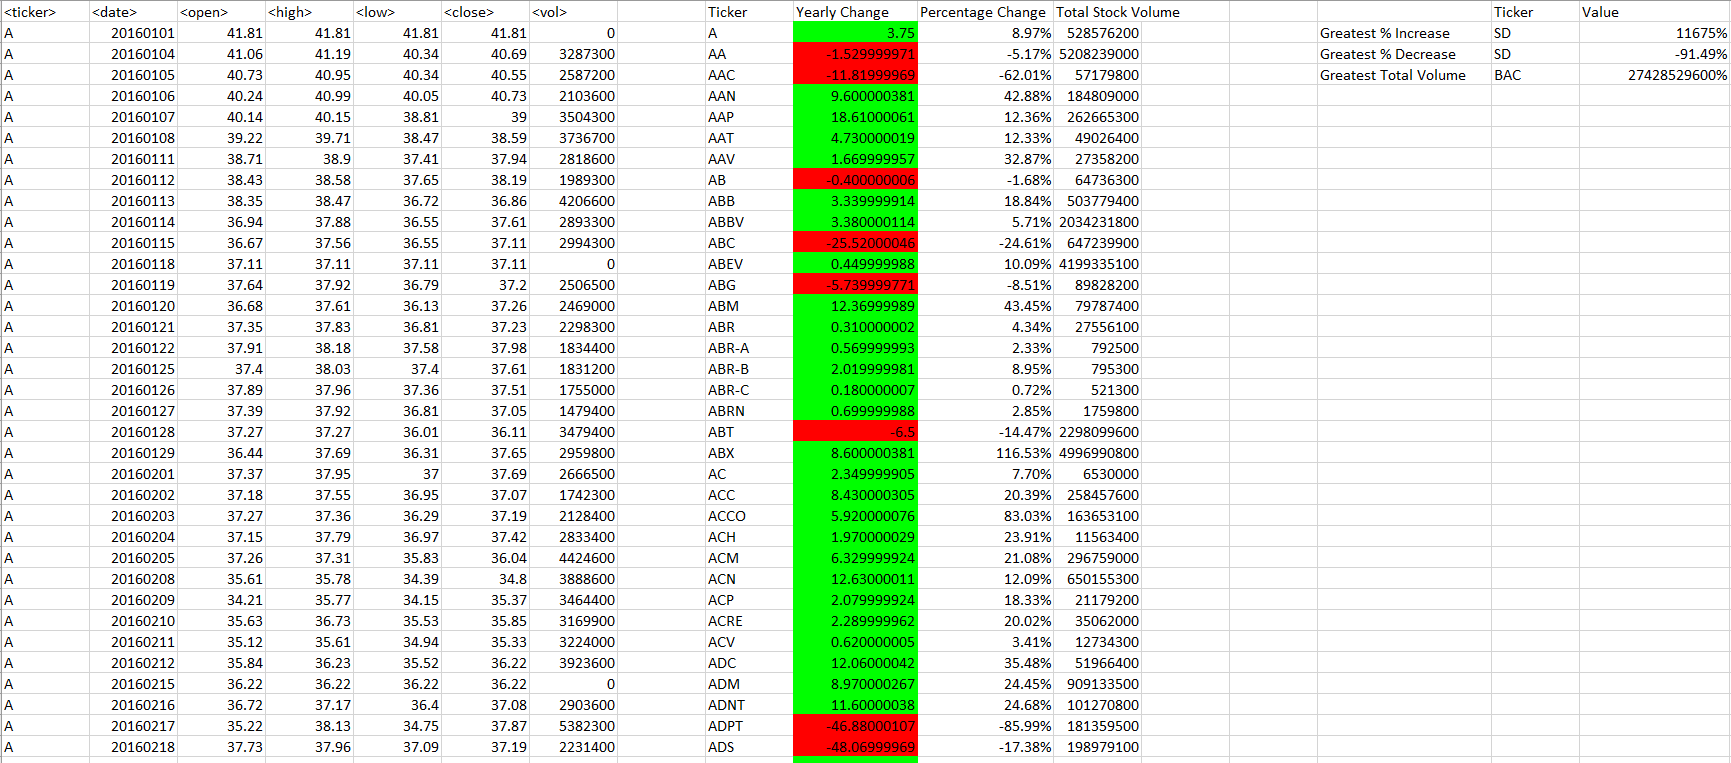 <ticker> <date> <open> <high> <low> <close> <vol> Ticker Yearly Change Percentage Change Total Stock Volume Ticker Value
A 20160101 41.81 41.81 41.81 41.81 0 A 3.75 8.97% 528576200 Greatest % Increase SD 11675%
A 20160104 41.06 41.19 40.34 40.69 3287300 AA -1.529999971 -5.17% 5208239000 Greatest % Decrease SD -91.49%
A 20160105 40.73 40.95 40.34 40.55 2587200 AAC -11.81999969 -62.01% 57179800 Greatest Total Volume BAC 27428529600%
A 20160106 40.24 40.99 40.05 40.73 2103600 AAN 9.600000381 42.88% 184809000
A 20160107 40.14 40.15 38.81 39 3504300 AAP 18.61000061 12.36% 262665300
A 20160108 39.22 39.71 38.47 38.59 3736700 AAT 4.730000019 12.33% 49026400
A 20160111 38.71 38.9 37.41 37.94 2818600 AAV 1.669999957 32.87% 27358200
A 20160112 38.43 38.58 37.65 38.19 1989300 AB -0.400000006 -1.68% 64736300
A 20160113 38.35 38.47 36.72 36.86 4206600 ABB 3.339999914 18.84% 503779400
A 20160114 36.94 37.88 36.55 37.61 2893300 ABBV 3.380000114 5.71% 2034231800
A 20160115 36.67 37.56 36.55 37.11 2994300 ABC -25.52000046 -24.61% 647239900
A 20160118 37.11 37.11 37.11 37.11 0 ABEV 0.449999988 10.09% 4199335100
A 20160119 37.64 37.92 36.79 37.2 2506500 ABG -5.739999771 -8.51% 89828200
A 20160120 36.68 37.61 36.13 37.26 2469000 ABM 12.36999989 43.45% 79787400
A 20160121 37.35 37.83 36.81 37.23 2298300 ABR 0.310000002 4.34% 27556100
A 20160122 37.91 38.18 37.58 37.98 1834400 ABR-A 0.569999993 2.33% 792500
A 20160125 37.4 38.03 37.4 37.61 1831200 ABR-B 2.019999981 8.95% 795300
A 20160126 37.89 37.96 37.36 37.51 1755000 ABR-C 0.180000007 0.72% 521300
A 20160127 37.39 37.92 36.81 37.05 1479400 ABRN 0.699999988 2.85% 1759800
A 20160128 37.27 37.27 36.01 36.11 3479400 ABT -6.5 -14.47% 2298099600
A 20160129 36.44 37.69 36.31 37.65 2959800 ABX 8.600000381 116.53% 4996990800
A 20160201 37.37 37.95 37 37.69 2666500 AC 2.349999905 7.70% 6530000
A 20160202 37.18 37.55 36.95 37.07 1742300 ACC 8.430000305 20.39% 258457600
A 20160203 37.27 37.36 36.29 37.19 2128400 ACCO 5.920000076 83.03% 163653100
A 20160204 37.15 37.79 36.97 37.42 2833400 ACH 1.970000029 23.91% 11563400
A 20160205 37.26 37.31 35.83 36.04 4424600 ACM 6.329999924 21.08% 296759000
A 20160208 35.61 35.78 34.39 34.8 3888600 ACN 12.63000011 12.09% 650155300
A 20160209 34.21 35.77 34.15 35.37 3464400 ACP 2.079999924 18.33% 21179200
A 20160210 35.63 36.73 35.53 35.85 3169900 ACRE 2.289999962 20.02% 35062000
A 20160211 35.12 35.61 34.94 35.33 3224000 ACV 0.620000005 3.41% 12734300
A 20160212 35.84 36.23 35.52 36.22 3923600 ADC 12.06000042 35.48% 51966400
A 20160215 36.22 36.22 36.22 36.22 0 ADM 8.970000267 24.45% 909133500
A 20160216 36.72 37.17 36.4 37.08 2903600 ADNT 11.60000038 24.68% 101270800
A 20160217 35.22 38.13 34.75 37.87 5382300 ADPT -46.88000107 -85.99% 181359500
A 20160218 37.73 37.96 37.09 37.19 2231400 ADS -48.06999969 -17.38% 198979100